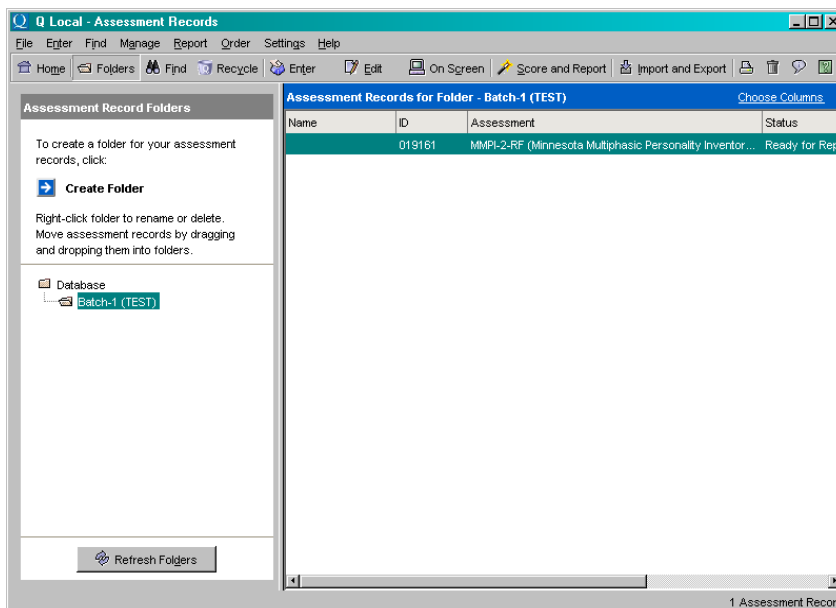 Q Local - Assessment Records
File Enter Find Manage Report Order Settings Help
Home Folders Find Recycle Enter Edit On Screen Score and Report Import and Export
Assessment Record Folders
To create a folder for your assessment
records, click:
Create Folder
Right-click folder to rename or delete.
Move assessment records by dragging
and dropping them into folders.
Database
Batch-1 (TEST)
Refresh Folders
Assessment Records for Folder - Batch-1 (TEST) Choose Columns
Name ID Assessment Status
019161 MMPI-2-RF (Minnesota Multiphasic Personality Inventor... Ready for Rep
1 Assessment Recor